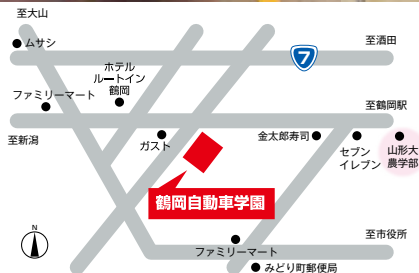 至大山
ムサシ
至酒田
7
ホテル
ルートイン
鶴岡
ファミリーマート
至鶴岡駅
至新潟
ガスト
金太郎寿司
セブン
イレブン
山形大
農学部
鶴岡自動車学園
至市役所
ファミリーマート
みどり町郵便局
N